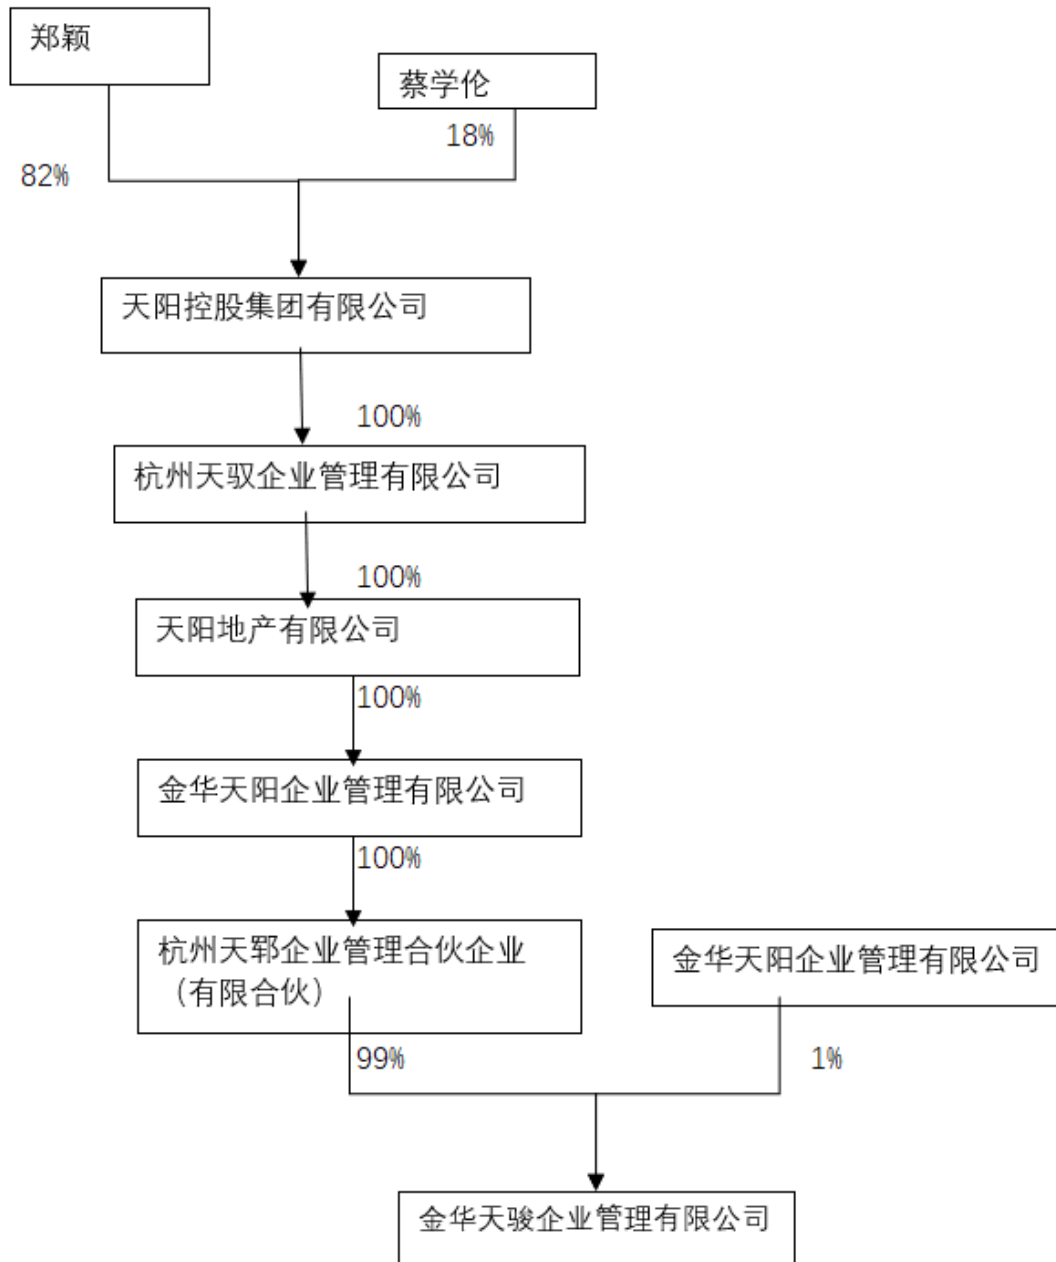 郑颖
蔡学伦
18%
82%
天阳控股集团有限公司
100%
杭州天驭企业管理有限公司
100%
天阳地产有限公司
100%
金华天阳企业管理有限公司
100%
杭州天郓企业管理合伙企业
（有限合伙）
金华天阳企业管理有限公司
99%
1%
金华天骏企业管理有限公司